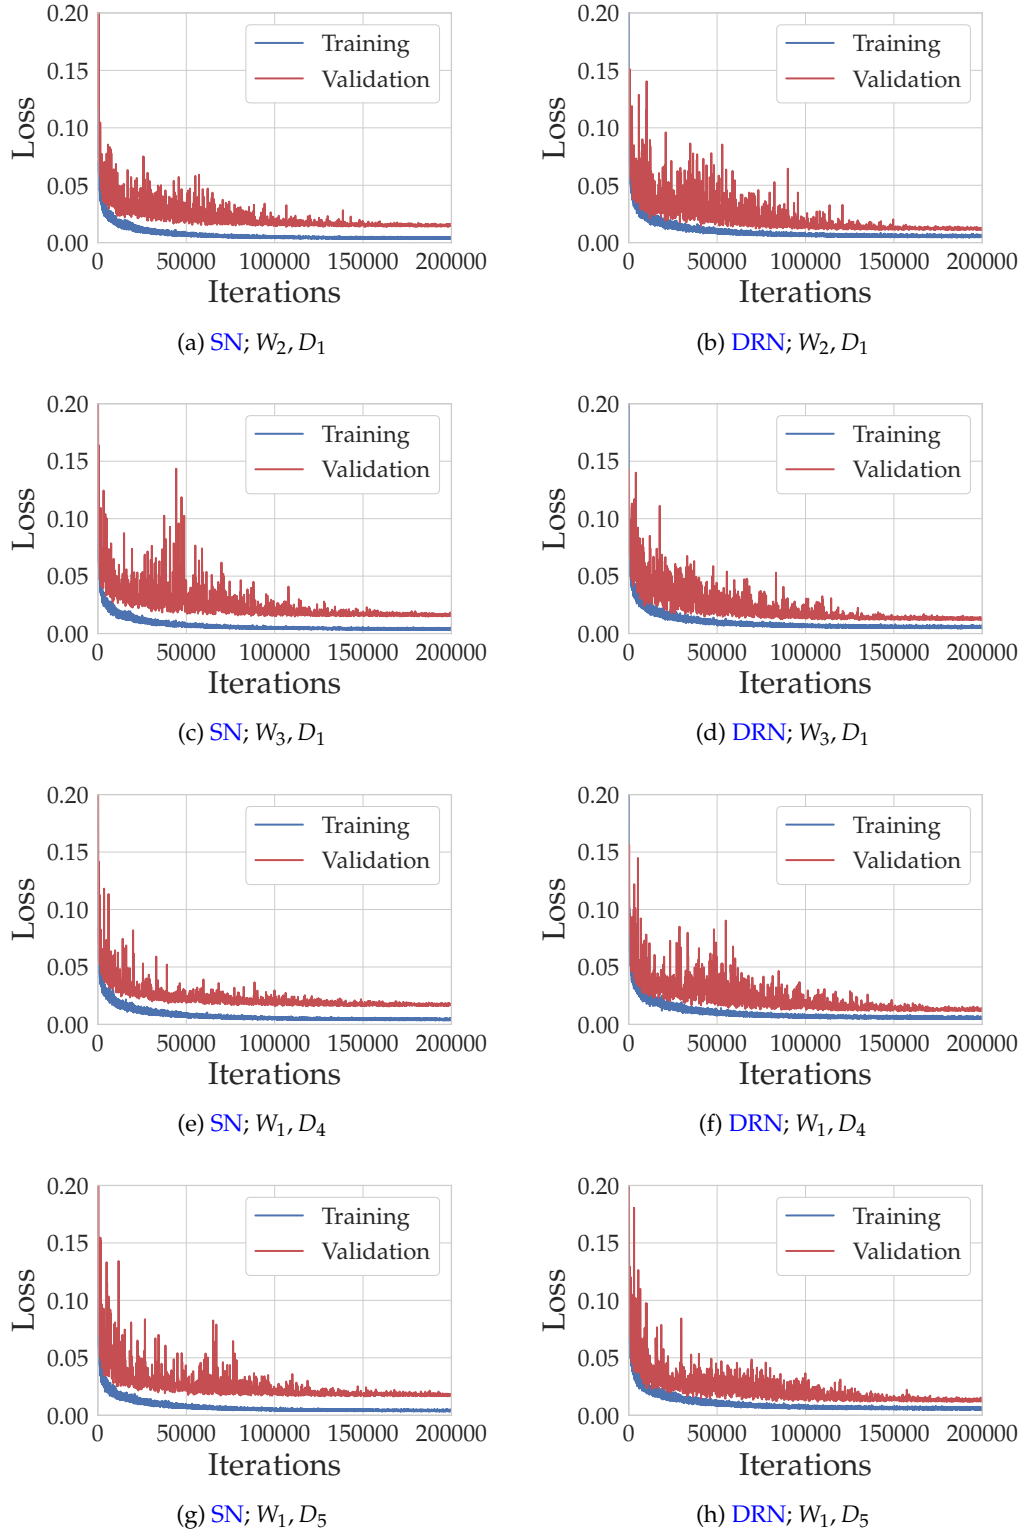 0.20
0.15
0.10
0.05
0.00
Loss
Training
Validation
0 50000 100000 150000 200000
Iterations
(a) SN; W₂, D₁
0.20
0.15
0.10
0.05
0.00
Loss
Training
Validation
0 50000 100000 150000 200000
Iterations
(b) DRN; W₂, D₁
0.20
0.15
0.10
0.05
0.00
Loss
Training
Validation
0 50000 100000 150000 200000
Iterations
(c) SN; W₃, D₁
0.20
0.15
0.10
0.05
0.00
Loss
Training
Validation
0 50000 100000 150000 200000
Iterations
(d) DRN; W₃, D₁
0.20
0.15
0.10
0.05
0.00
Loss
Training
Validation
0 50000 100000 150000 200000
Iterations
(e) SN; W₁, D₄
0.20
0.15
0.10
0.05
0.00
Loss
Training
Validation
0 50000 100000 150000 200000
Iterations
(f) DRN; W₁, D₄
0.20
0.15
0.10
0.05
0.00
Loss
Training
Validation
0 50000 100000 150000 200000
Iterations
(g) SN; W₁, D₅
0.20
0.15
0.10
0.05
0.00
Loss
Training
Validation
0 50000 100000 150000 200000
Iterations
(h) DRN; W₁, D₅